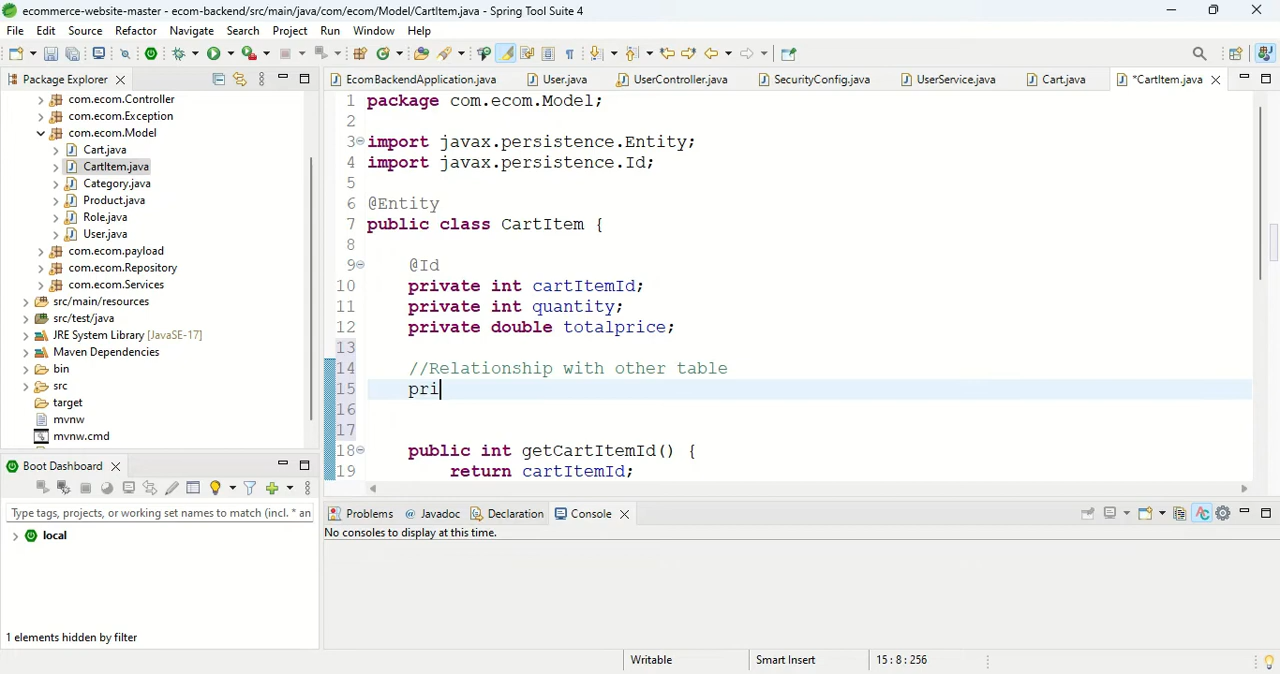 ecommerce-website-master - ecom-backend/src/main/java/com/ecom/Model/CartItem.java - Spring Tool Suite 4
File Edit Source Refactor Navigate Search Project Run Window Help
Package Explorer
EcomBackendApplication.java User.java UserController.java SecurityConfig.java UserService.java Cart.java *CartItem.java
com.ecom.Controller
com.ecom.Exception
com.ecom.Model
Cart.java
CartItem.java
Category.java
Product.java
Role.java
User.java
com.ecom.payload
com.ecom.Repository
com.ecom.Services
src/main/resources
src/test/java
JRE System Library [JavaSE-17]
Maven Dependencies
bin
src
target
mvnw
mvnw.cmd
1 package com.ecom.Model;
2
3 import javax.persistence.Entity;
4 import javax.persistence.Id;
5
6 @Entity
7 public class CartItem {
8
9 @Id
10 private int cartItemId;
11 private int quantity;
12 private double totalprice;
13
14 //Relationship with other table
15 pri
16
17
18 public int getCartItemId() {
19 return cartItemId;
Boot Dashboard
Type tags, projects, or working set names to match (incl. * an
local
1 elements hidden by filter
Problems Javadoc Declaration Console
No consoles to display at this time.
Writable Smart Insert 15 : 8 : 256